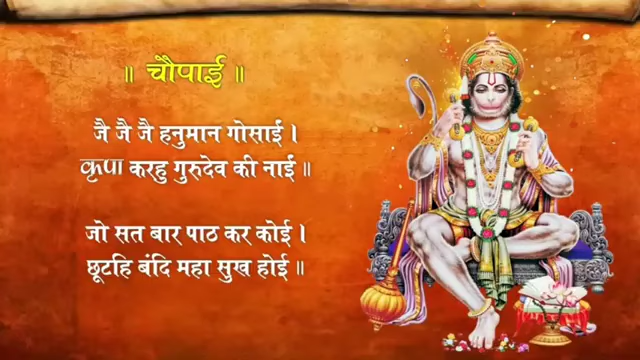 ॥ चौपाई ॥
जै जै जै हनुमान गोसाईं ।
कृपा करहु गुरुदेव की नाईं ॥
जो सत बार पाठ कर कोई ।
छूटहि बंदि महा सुख होई ॥